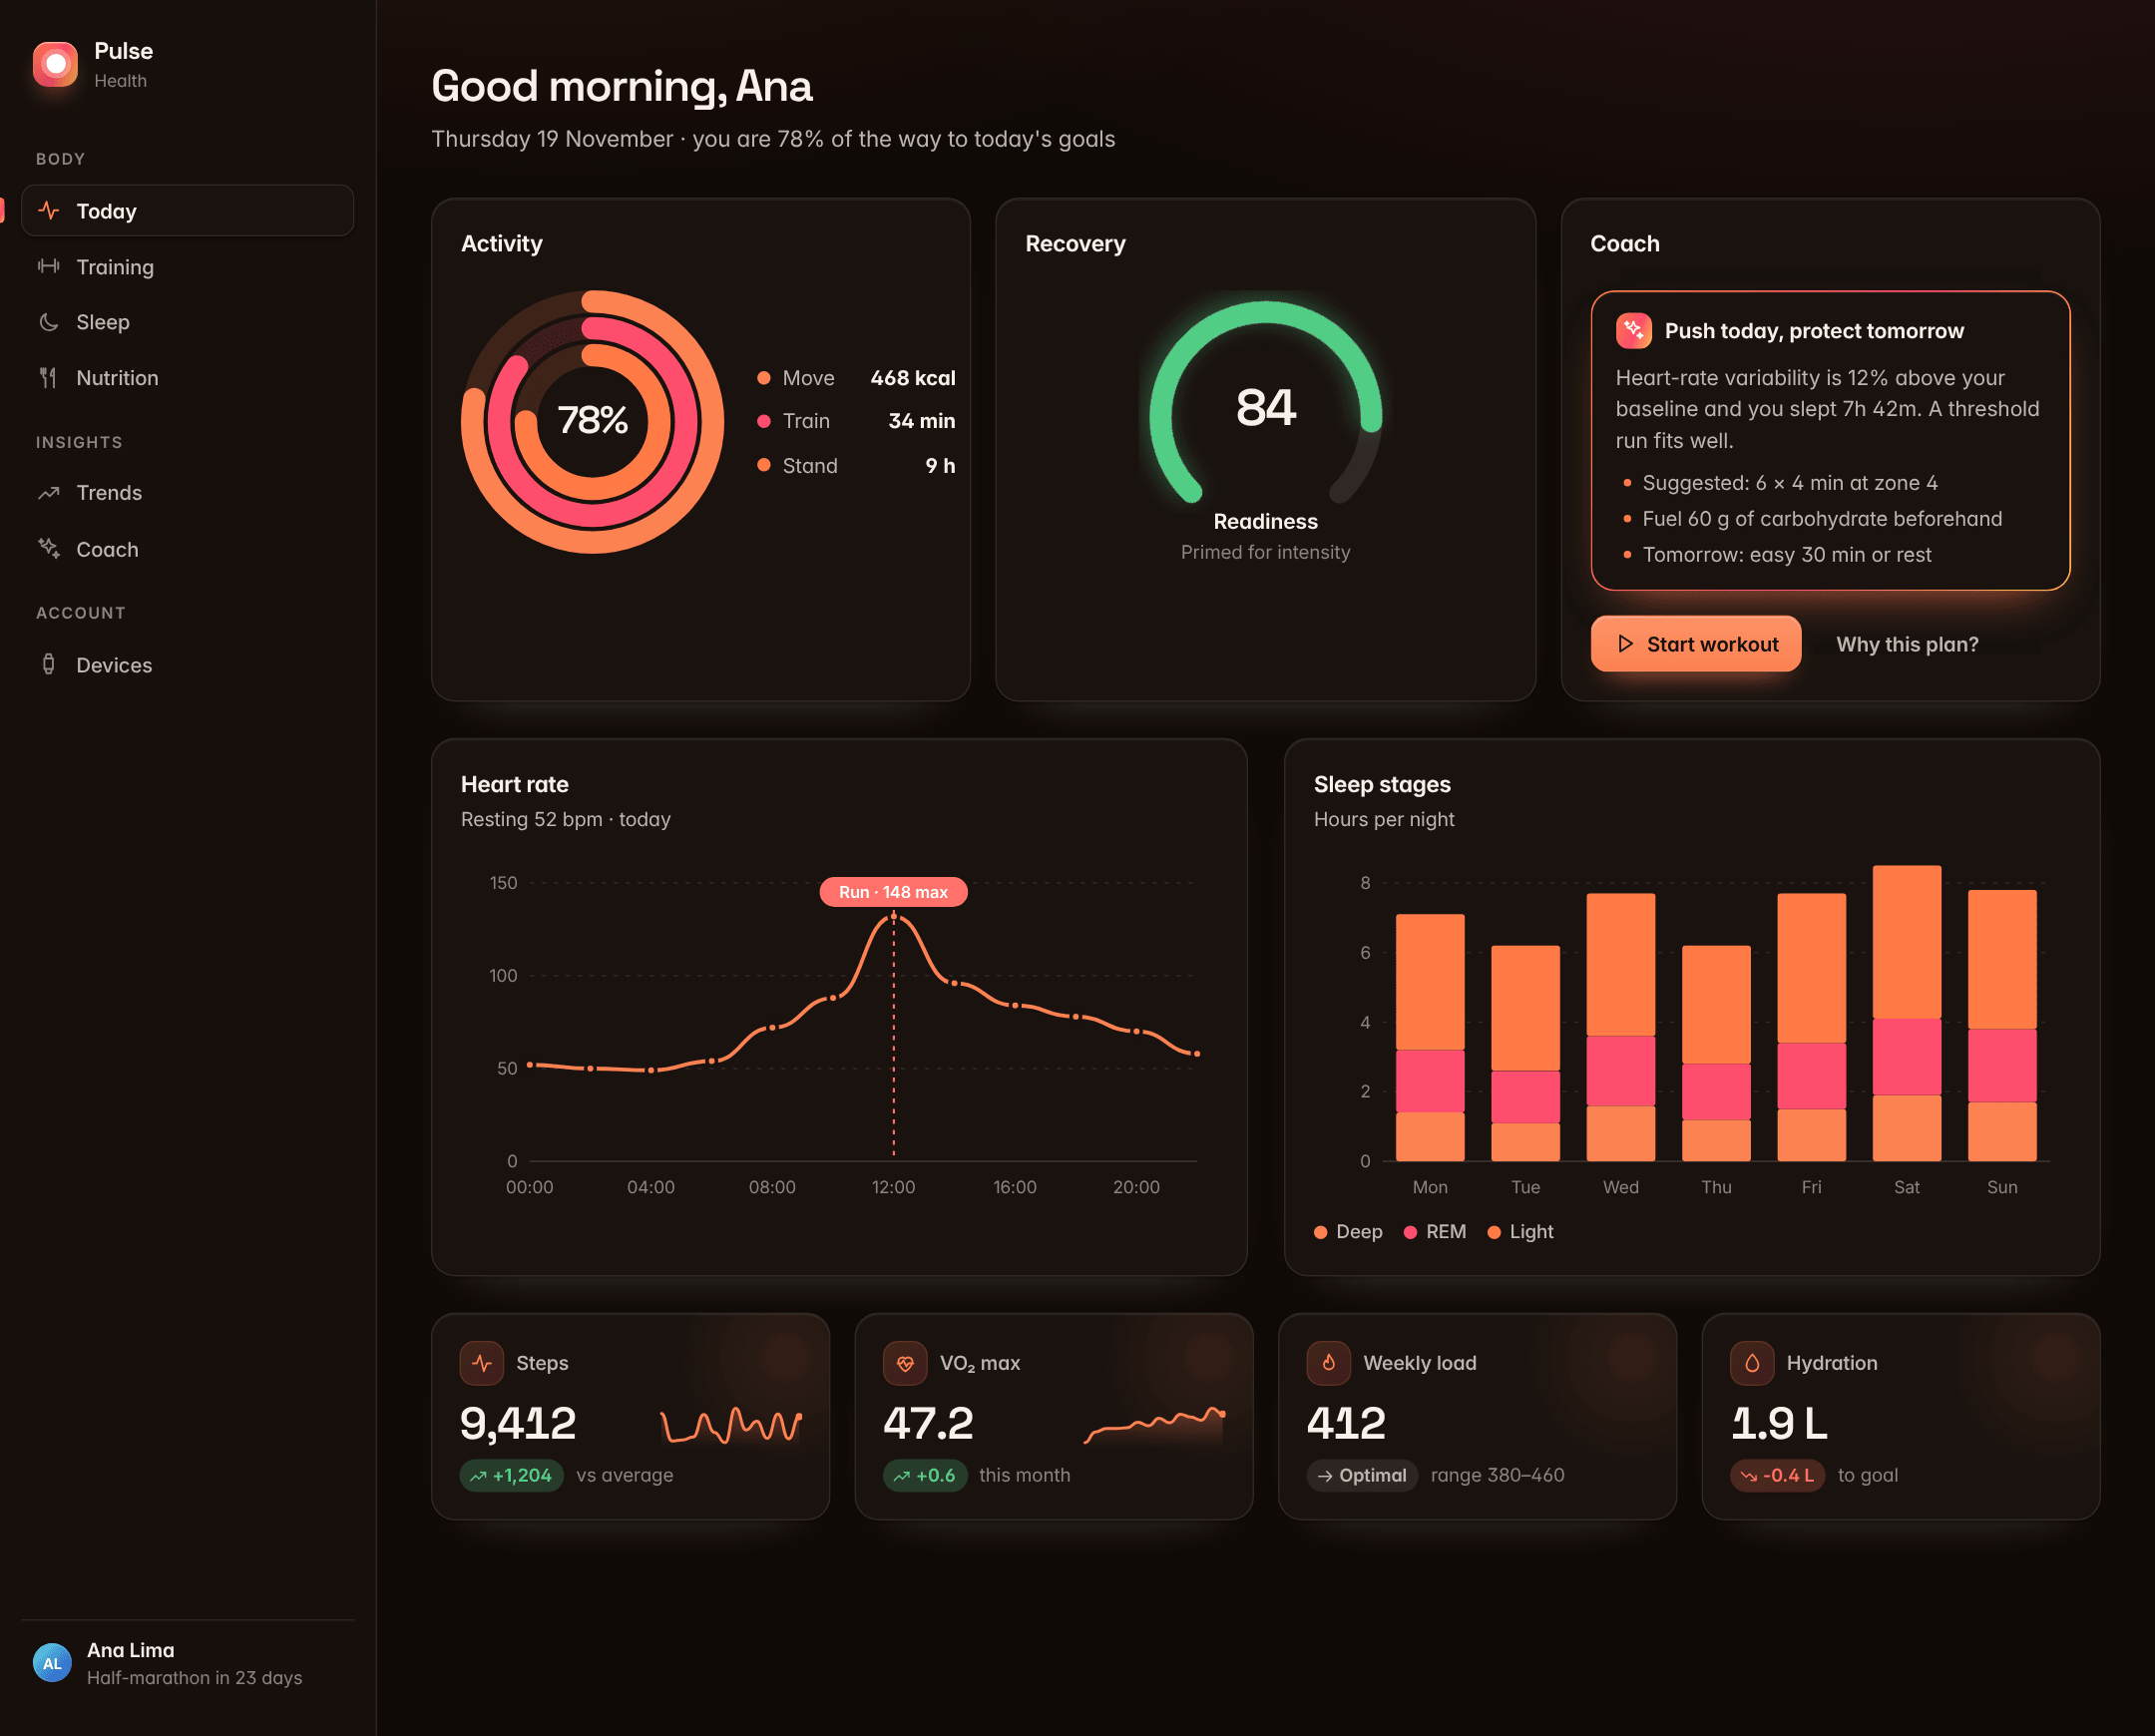 Pulse
Health
BODY
Today
Training
Sleep
Nutrition
INSIGHTS
Trends
Coach
ACCOUNT
Devices
AL
Ana Lima
Half-marathon in 23 days
Good morning, Ana
Thursday 19 November · you are 78% of the way to today's goals
Activity
78%
Move 468 kcal
Train 34 min
Stand 9 h
Recovery
84
Readiness
Primed for intensity
Coach
Push today, protect tomorrow
Heart-rate variability is 12% above your
baseline and you slept 7h 42m. A threshold
run fits well.
Suggested: 6 × 4 min at zone 4
Fuel 60 g of carbohydrate beforehand
Tomorrow: easy 30 min or rest
Start workout
Why this plan?
Heart rate
Resting 52 bpm · today
150
Run · 148 max
100
50
0
00:00 04:00 08:00 12:00 16:00 20:00
Sleep stages
Hours per night
8
6
4
2
0
Mon Tue Wed Thu Fri Sat Sun
Deep REM Light
Steps
9,412
+1,204 vs average
VO₂ max
47.2
+0.6 this month
Weekly load
412
Optimal range 380–460
Hydration
1.9 L
-0.4 L to goal